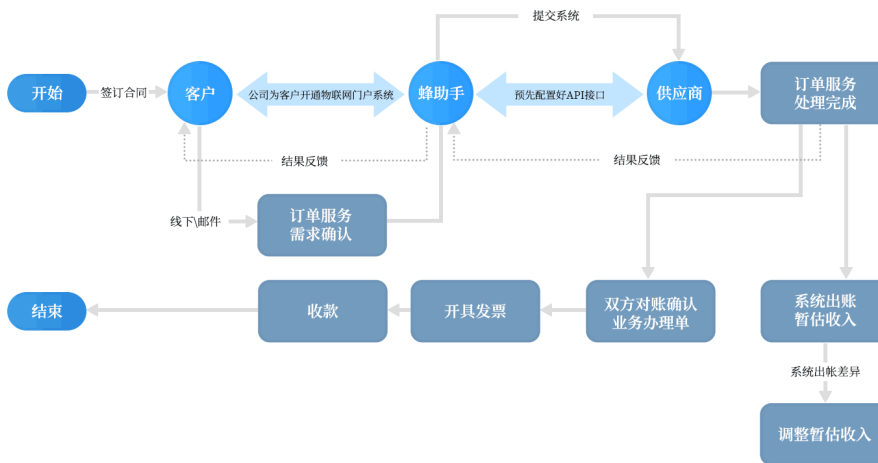 提交系统
开始
签订合同
客户
公司为客户开通物联网门户系统
蜂助手
预先配置好API接口
供应商
订单服务
处理完成
结果反馈
结果反馈
线下\邮件
订单服务
需求确认
结束
收款
开具发票
双方对账确认
业务办理单
系统出账
暂估收入
系统出帐差异
调整暂估收入